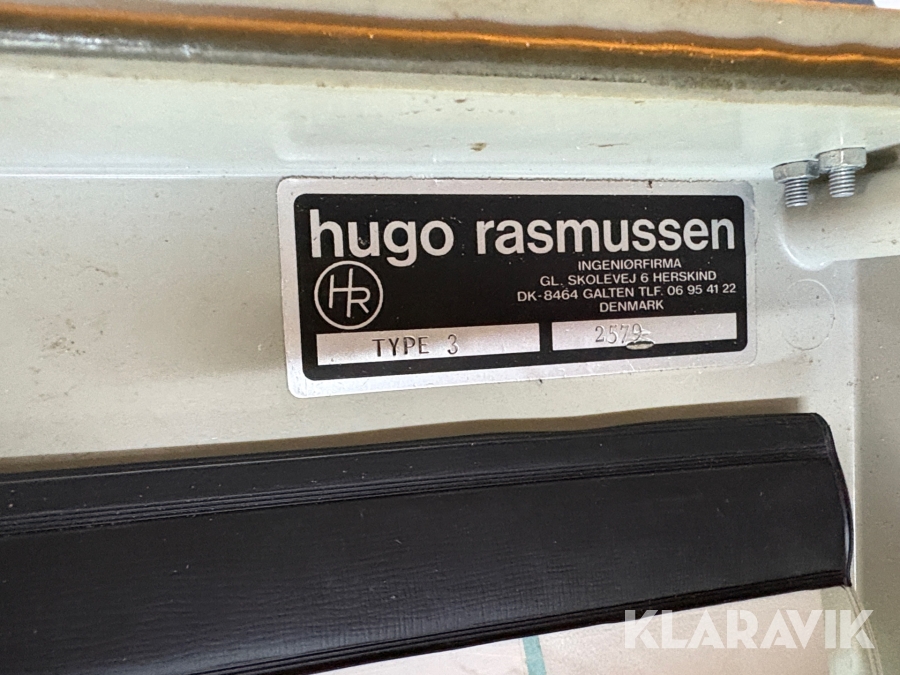 hugo rasmussen
INGENIØRFIRMA
GL. SKOLEVEJ 6 HERSKIND
DK-8464 GALTEN TLF. 06 95 41 22
DENMARK
HR
TYPE 3
2579
KLARAVIK